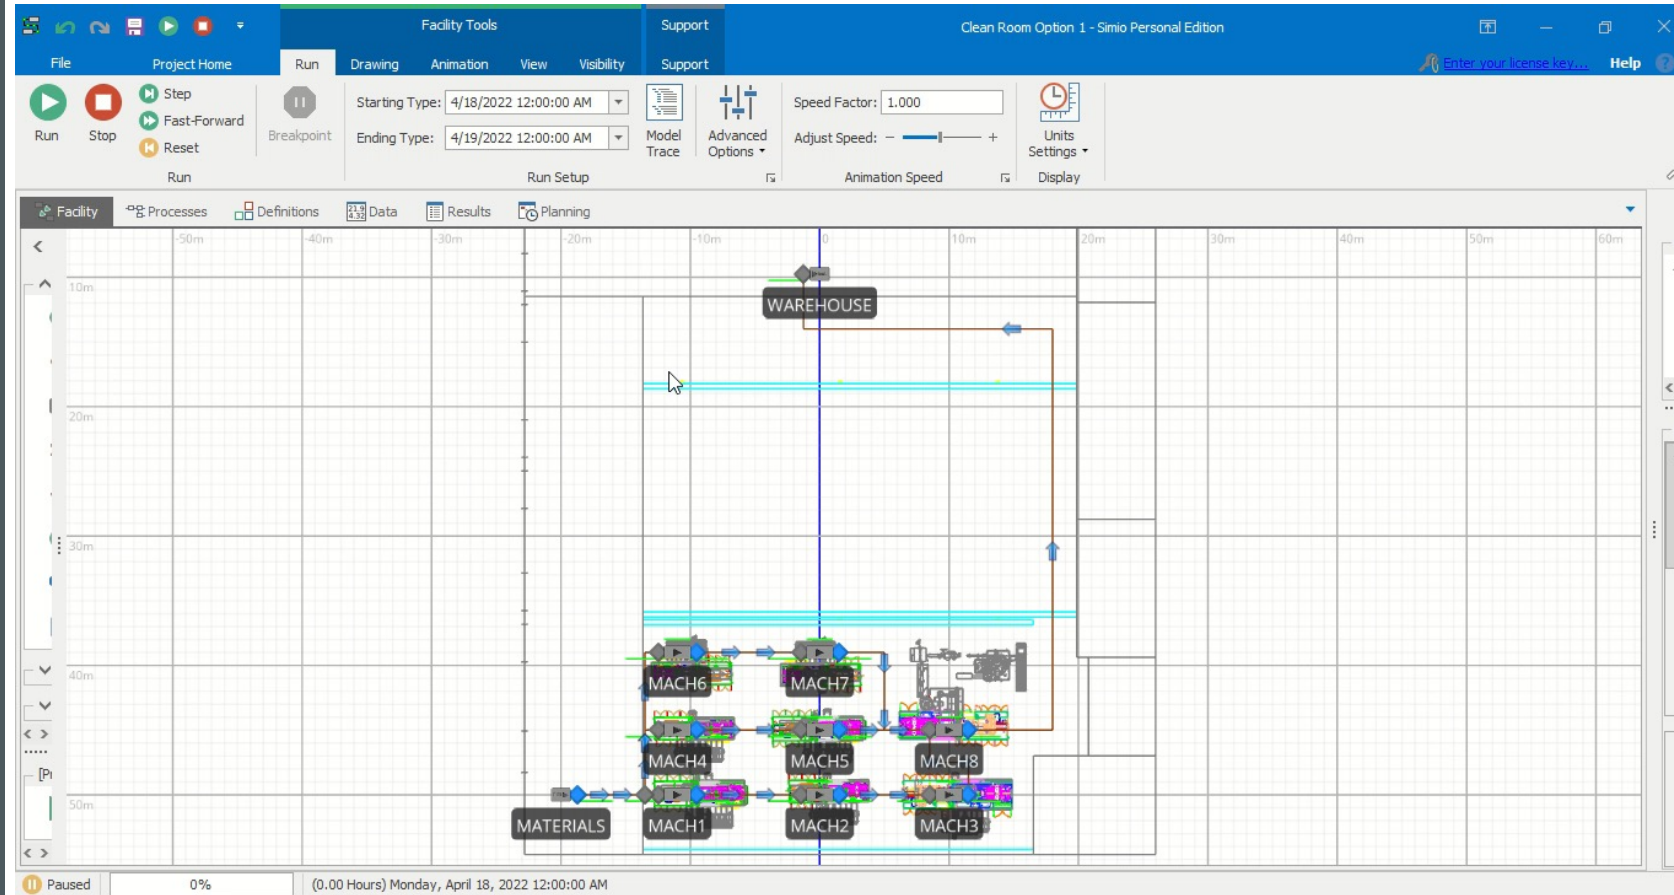 Facility Tools
Support
Clean Room Option 1 - Simio Personal Edition
File
Project Home
Run
Drawing
Animation
View
Visibility
Support
Enter your license key...
Help
Run
Stop
Step
Fast-Forward
Reset
Breakpoint
Starting Type: 4/18/2022 12:00:00 AM
Ending Type: 4/19/2022 12:00:00 AM
Model Trace
Advanced Options
Speed Factor: 1.000
Adjust Speed: - +
Units Settings
Run
Run Setup
Animation Speed
Display
Facility
Processes
Definitions
Data
Results
Planning
-50m -40m -30m -20m -10m 0 10m 20m 30m 40m 50m 60m
10m
WAREHOUSE
20m
30m
40m
MACH6 MACH7
MACH4 MACH5 MACH8
50m
MATERIALS MACH1 MACH2 MACH3
Paused
0%
(0.00 Hours) Monday, April 18, 2022 12:00:00 AM